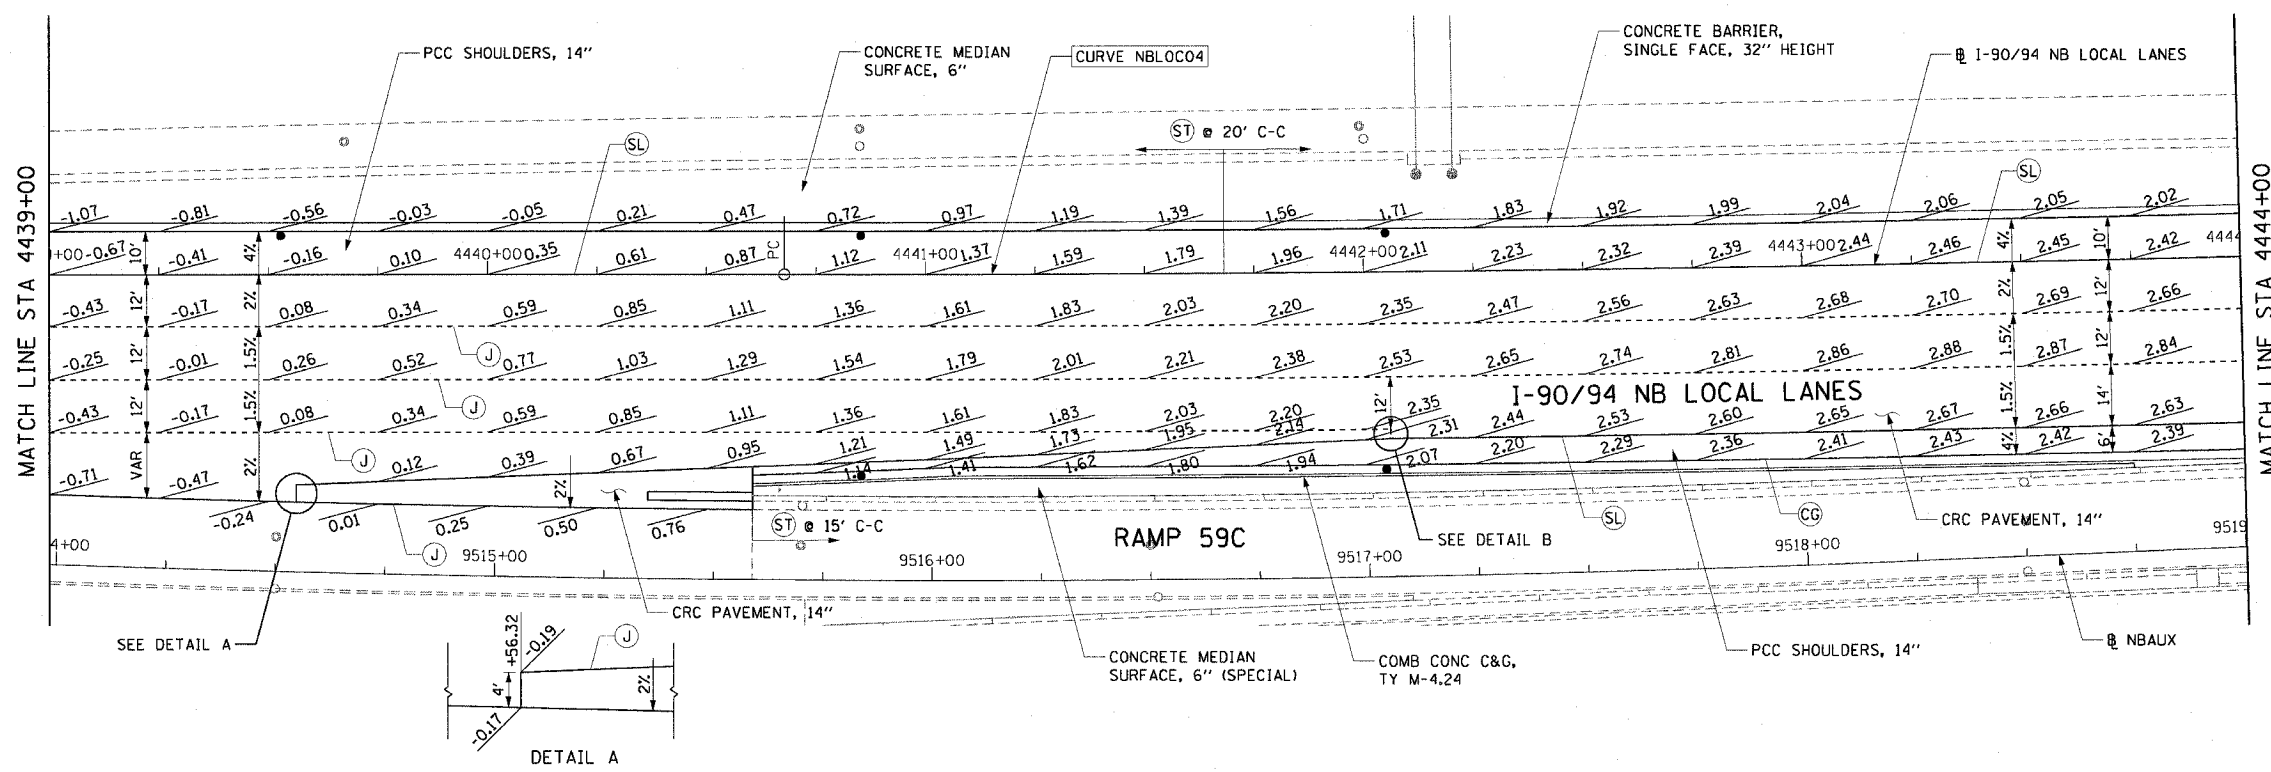 PCC SHOULDERS, 14"
CONCRETE MEDIAN
SURFACE, 6"
CURVE NBLOC04
CONCRETE BARRIER,
SINGLE FACE, 32" HEIGHT
℄ I-90/94 NB LOCAL LANES
ST @ 20' C-C
SL
SL
MATCH LINE STA 4439+00
MATCH LINE STA 4444+00
-1.07 -0.81 -0.56 -0.03 -0.05 0.21 0.47 0.72 0.97 1.19 1.39 1.56 1.71 1.83 1.92 1.99 2.04 2.06 2.05 2.02
+00 -0.67 10' -0.41 4% -0.16 0.10 4440+00 0.35 0.61 0.87 PC 1.12 4441+00 1.37 1.59 1.79 1.96 4442+00 2.11 2.23 2.32 2.39 4443+00 2.44 2.46 4% 2.45 10' 2.42 4444
-0.43 12' -0.17 2% 0.08 0.34 0.59 0.85 1.11 1.36 1.61 1.83 2.03 2.20 2.35 2.47 2.56 2.63 2.68 2.70 2% 2.69 12' 2.66
J
-0.25 12' -0.01 1.5% 0.26 0.52 0.77 1.03 1.29 1.54 1.79 2.01 2.21 2.38 2.53 2.65 2.74 2.81 2.86 2.88 1.5% 2.87 12' 2.84
J
12'
I-90/94 NB LOCAL LANES
-0.43 12' -0.17 1.5% 0.08 0.34 0.59 0.85 1.11 1.36 1.61 1.83 2.03 2.20 2.35 2.44 2.53 2.60 2.65 2.67 1.5% 2.66 14' 2.63
J
0.12 0.39 0.67 0.95 1.21 1.49 1.73 1.95 2.14 2.31
-0.71 VAR -0.47 2% 2% 1.14 1.41 1.62 1.80 1.94 2.07 2.20 2.29 2.36 2.41 2.43 4% 2.42 6' 2.39
-0.24 0.01 0.25 0.50 0.76
ST @ 15' C-C
RAMP 59C
SEE DETAIL B
SL
CG
CRC PAVEMENT, 14"
J
4+00 9515+00 9516+00 9517+00 9518+00 9519
CRC PAVEMENT, 14"
SEE DETAIL A
CONCRETE MEDIAN
SURFACE, 6" (SPECIAL)
COMB CONC C&G,
TY M-4.24
PCC SHOULDERS, 14"
℄ NBAUX
+56.32
-0.19
J
4'
2%
-0.17
DETAIL A